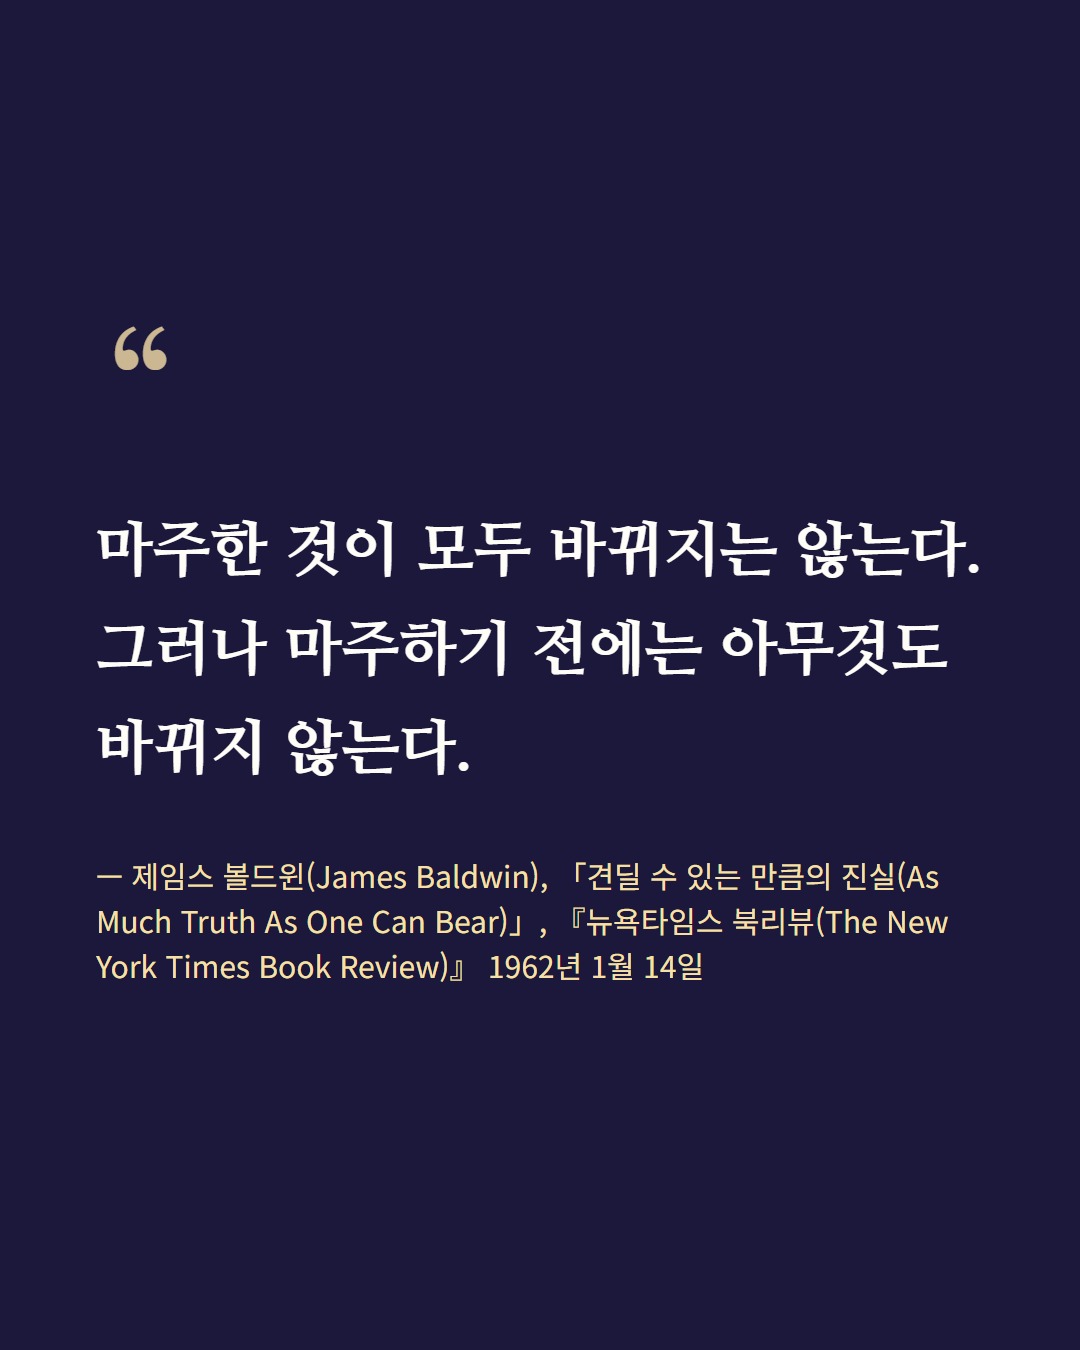 “
마주한 것이 모두 바뀌지는 않는다.
그러나 마주하기 전에는 아무것도
바뀌지 않는다.
— 제임스 볼드윈(James Baldwin), 「견딜 수 있는 만큼의 진실(As
Much Truth As One Can Bear)」, 『뉴욕타임스 북리뷰(The New
York Times Book Review)』 1962년 1월 14일